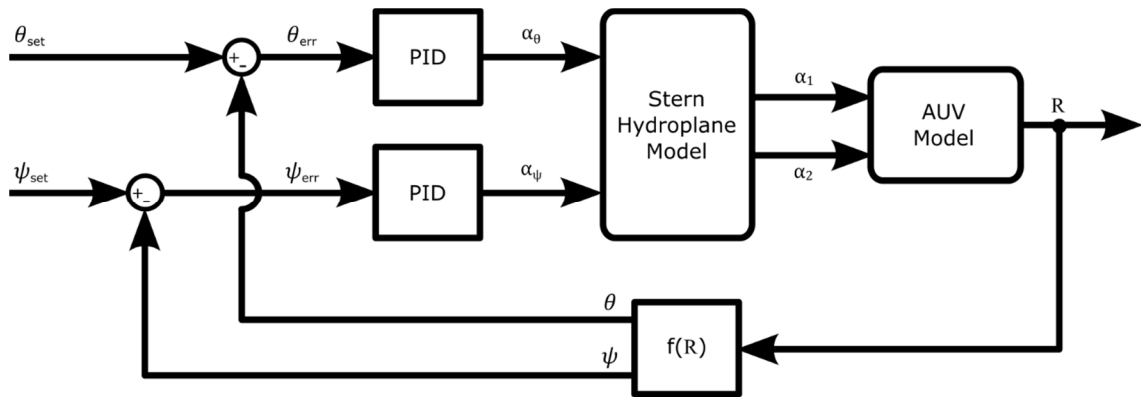 θset
θerr
PID
αθ
Stern
Hydroplane
Model
α1
α2
AUV
Model
R
+
-
ψset
ψerr
PID
αψ
+
-
θ
ψ
f(R)